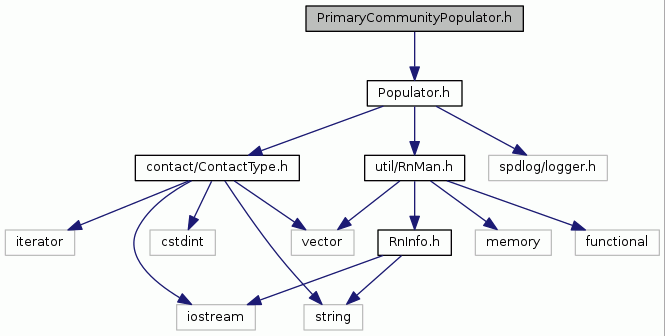 PrimaryCommunityPopulator.h
Populator.h
contact/ContactType.h
util/RnMan.h
spdlog/logger.h
iterator
cstdint
vector
RnInfo.h
memory
functional
iostream
string